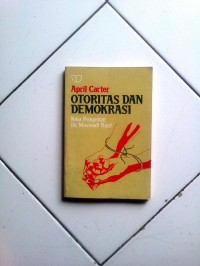 April Carter
OTORITAS DAN
DEMOKRASI
Kata Pengantar